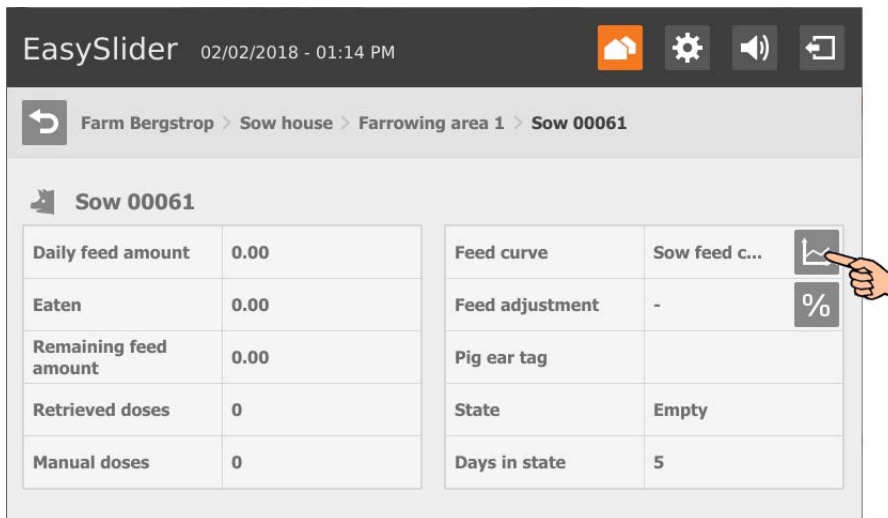 EasySlider 02/02/2018 - 01:14 PM
Farm Bergstrop > Sow house > Farrowing area 1 > Sow 00061
Sow 00061
Daily feed amount 0.00
Eaten 0.00
Remaining feed
amount 0.00
Retrieved doses 0
Manual doses 0
Feed curve Sow feed c...
Feed adjustment - %
Pig ear tag
State Empty
Days in state 5